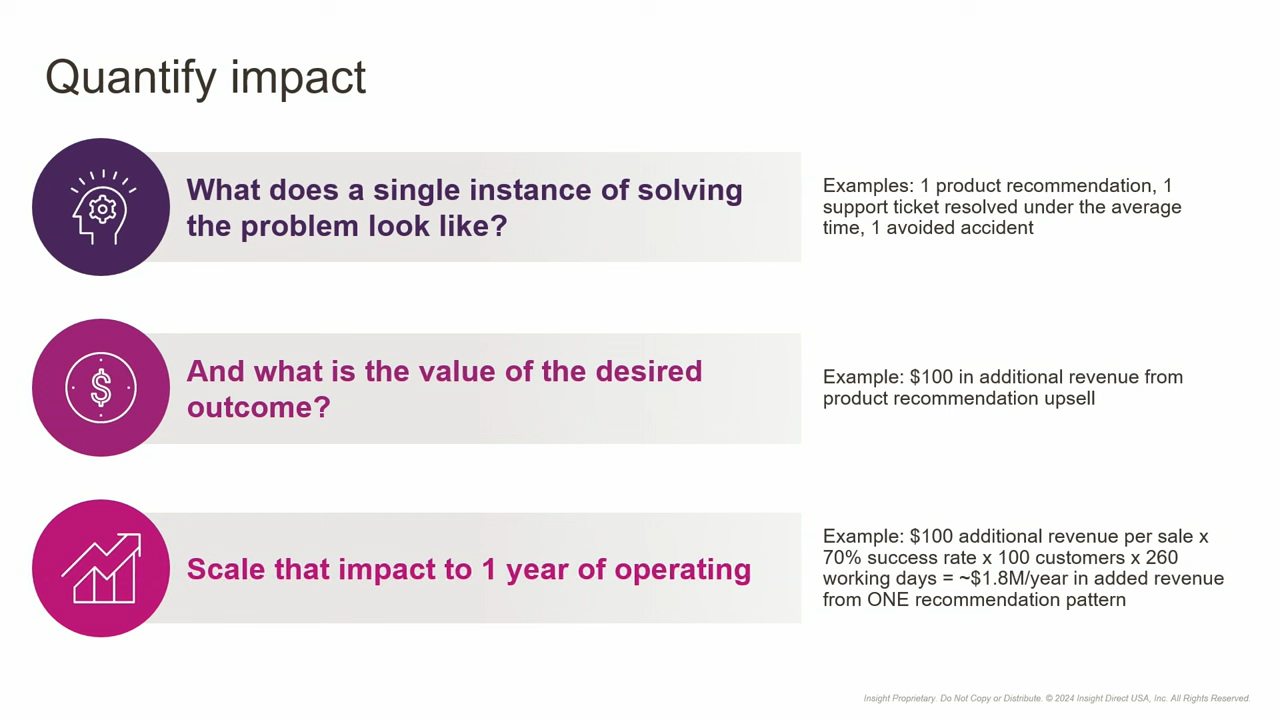 Quantify impact
What does a single instance of solving
the problem look like?
Examples: 1 product recommendation, 1
support ticket resolved under the average
time, 1 avoided accident
$
And what is the value of the desired
outcome?
Example: $100 in additional revenue from
product recommendation upsell
Scale that impact to 1 year of operating
Example: $100 additional revenue per sale x
70% success rate x 100 customers x 260
working days = ~$1.8M/year in added revenue
from ONE recommendation pattern
Insight Proprietary. Do Not Copy or Distribute. © 2024 Insight Direct USA, Inc. All Rights Reserved.